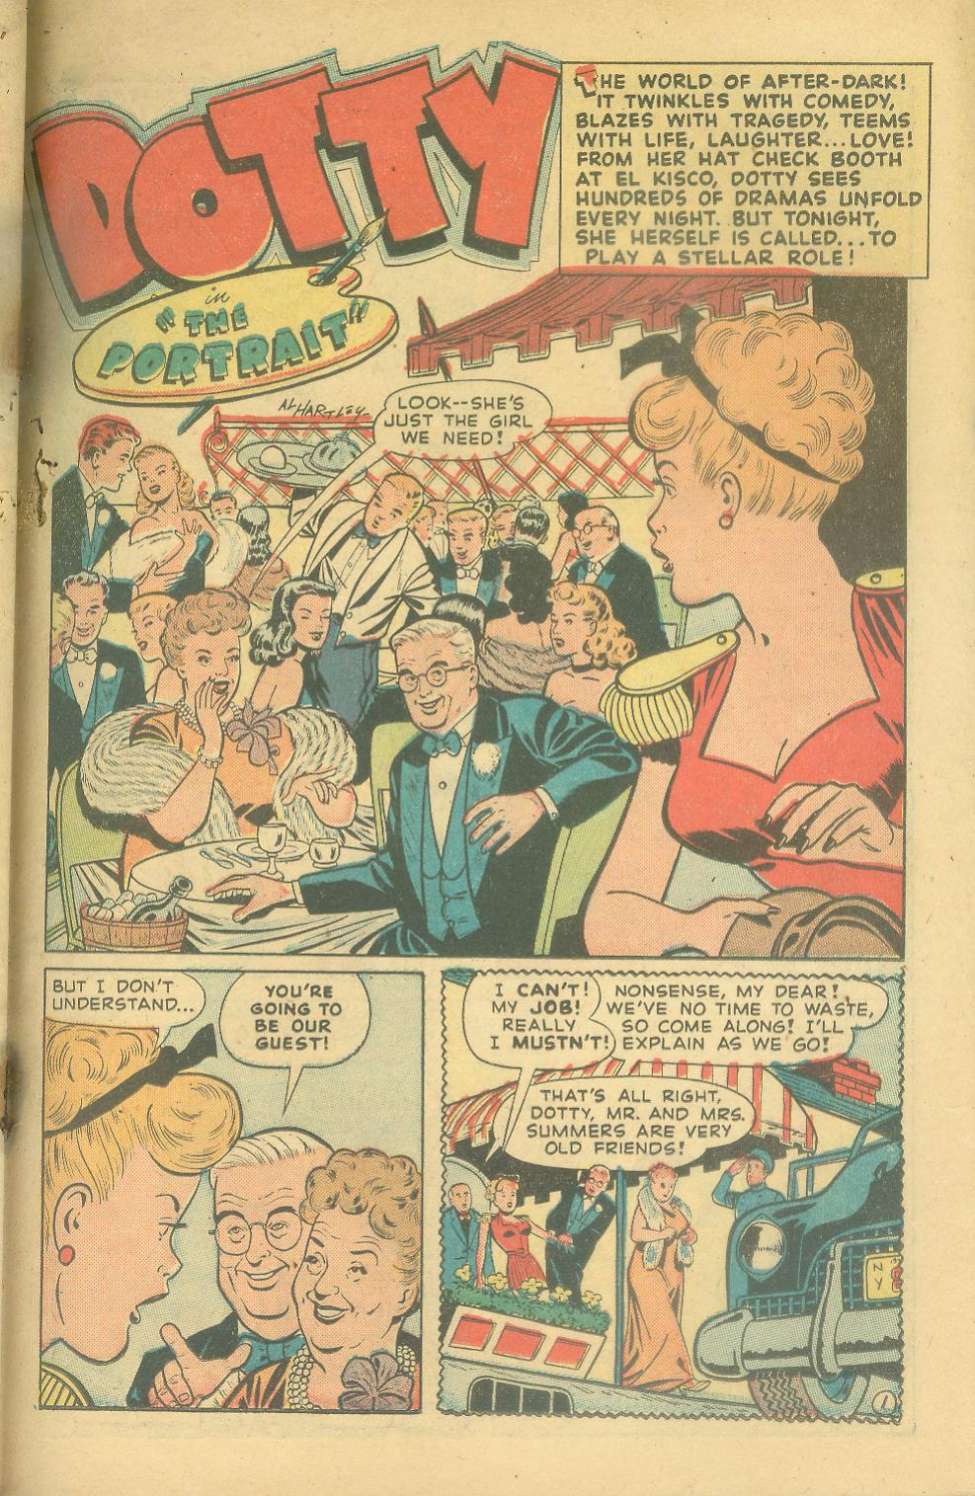 DOTTY
in
"THE
PORTRAIT"
THE WORLD OF AFTER-DARK!
IT TWINKLES WITH COMEDY,
BLAZES WITH TRAGEDY, TEEMS
WITH LIFE, LAUGHTER...LOVE!
FROM HER HAT CHECK BOOTH
AT EL KISCO, DOTTY SEES
HUNDREDS OF DRAMAS UNFOLD
EVERY NIGHT. BUT TONIGHT,
SHE HERSELF IS CALLED...TO
PLAY A STELLAR ROLE!
AL HARTLEY
LOOK--SHE'S
JUST THE GIRL
WE NEED!
BUT I DON'T
UNDERSTAND...
YOU'RE
GOING TO
BE OUR
GUEST!
I CAN'T!
MY JOB!
REALLY
I MUSTN'T!
NONSENSE, MY DEAR!
WE'VE NO TIME TO WASTE,
SO COME ALONG! I'LL
EXPLAIN AS WE GO!
THAT'S ALL RIGHT,
DOTTY, MR. AND MRS.
SUMMERS ARE VERY
OLD FRIENDS!
NY
1